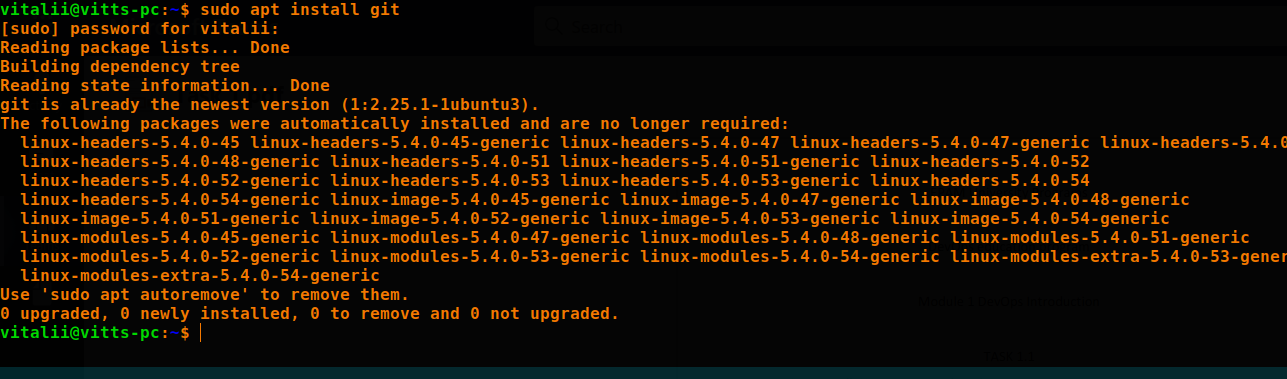 vitalii@vitts-pc:~$ sudo apt install git
[sudo] password for vitalii:
Reading package lists... Done
Building dependency tree
Reading state information... Done
git is already the newest version (1:2.25.1-1ubuntu3).
The following packages were automatically installed and are no longer required:
linux-headers-5.4.0-45 linux-headers-5.4.0-45-generic linux-headers-5.4.0-47 linux-headers-5.4.0-47-generic linux-headers-5.4.0
linux-headers-5.4.0-48-generic linux-headers-5.4.0-51 linux-headers-5.4.0-51-generic linux-headers-5.4.0-52
linux-headers-5.4.0-52-generic linux-headers-5.4.0-53 linux-headers-5.4.0-53-generic linux-headers-5.4.0-54
linux-headers-5.4.0-54-generic linux-image-5.4.0-45-generic linux-image-5.4.0-47-generic linux-image-5.4.0-48-generic
linux-image-5.4.0-51-generic linux-image-5.4.0-52-generic linux-image-5.4.0-53-generic linux-image-5.4.0-54-generic
linux-modules-5.4.0-45-generic linux-modules-5.4.0-47-generic linux-modules-5.4.0-48-generic linux-modules-5.4.0-51-generic
linux-modules-5.4.0-52-generic linux-modules-5.4.0-53-generic linux-modules-5.4.0-54-generic linux-modules-extra-5.4.0-53-gener
linux-modules-extra-5.4.0-54-generic
Use 'sudo apt autoremove' to remove them.
0 upgraded, 0 newly installed, 0 to remove and 0 not upgraded.
vitalii@vitts-pc:~$
Search